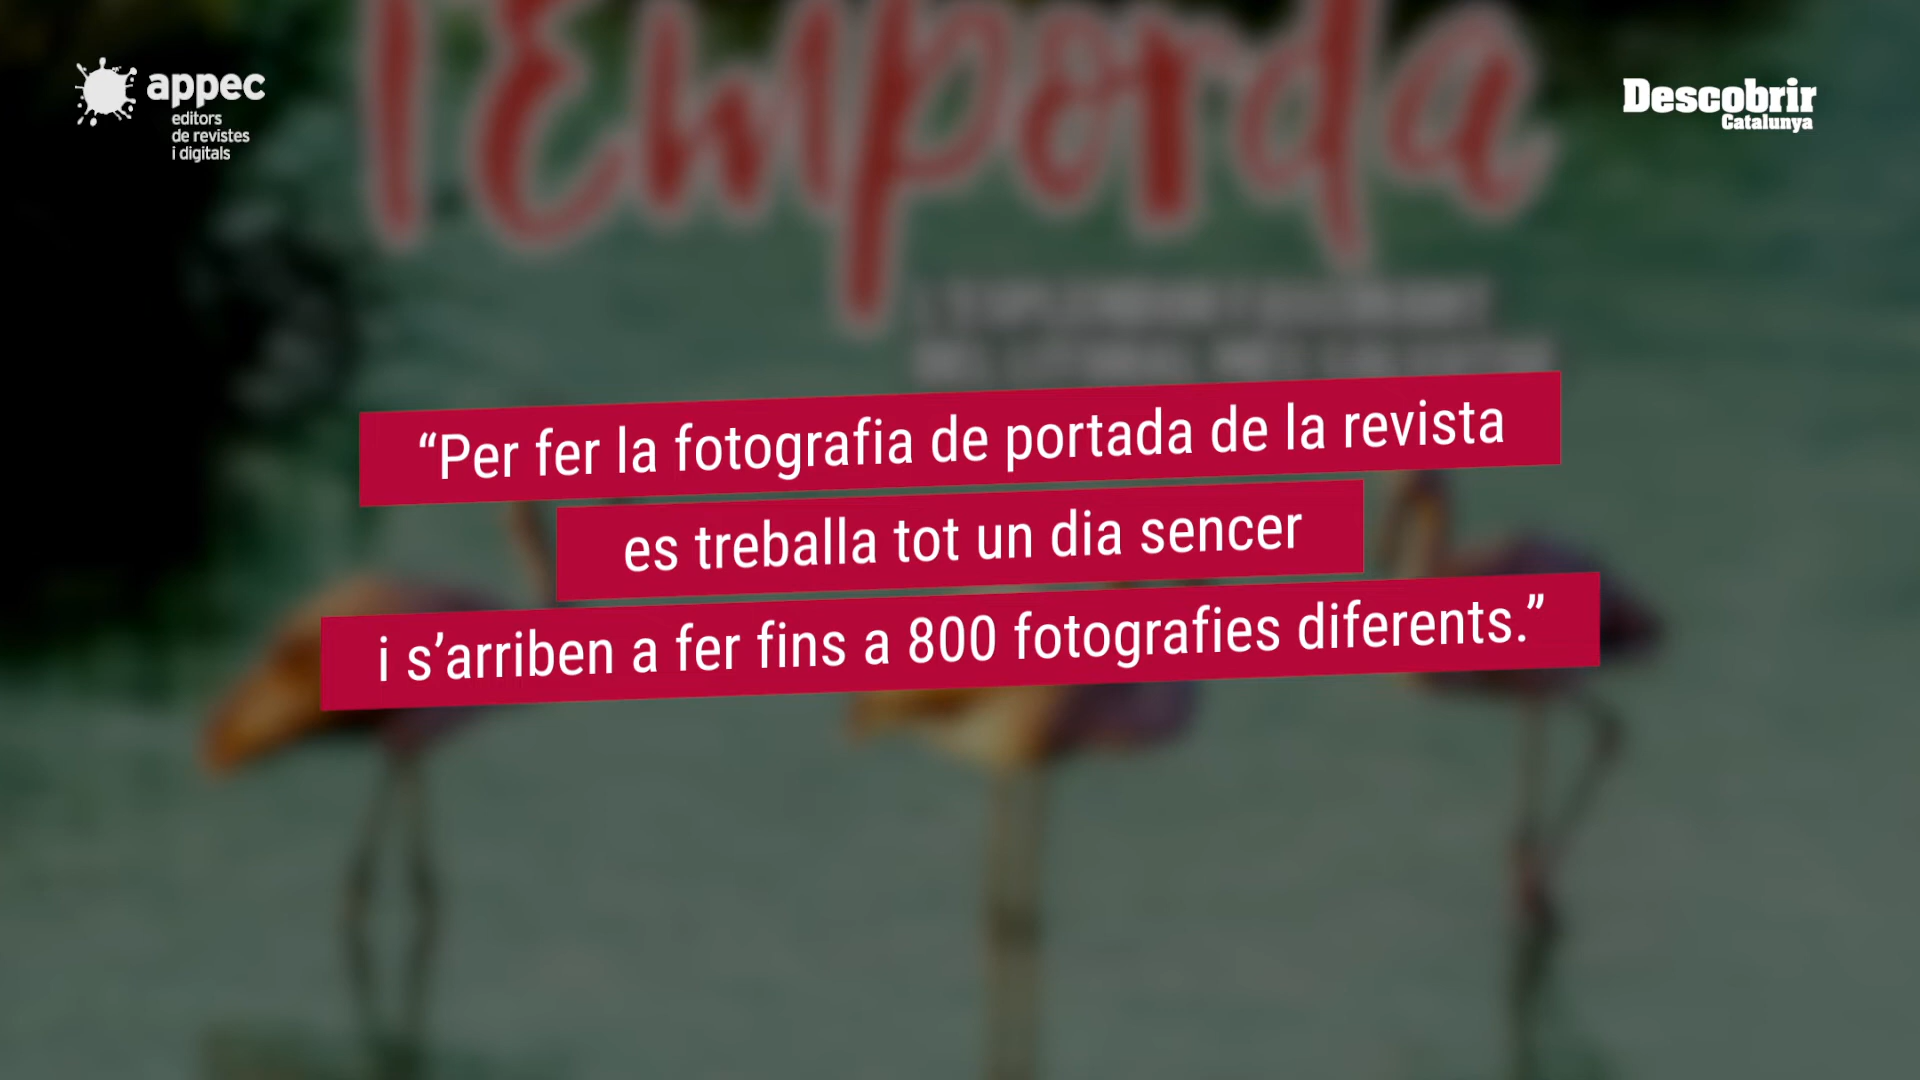 l'Empordà
appec
editors
de revistes
i digitals
Descobrir
Catalunya
“Per fer la fotografia de portada de la revista
es treballa tot un dia sencer
i s’arriben a fer fins a 800 fotografies diferents.”